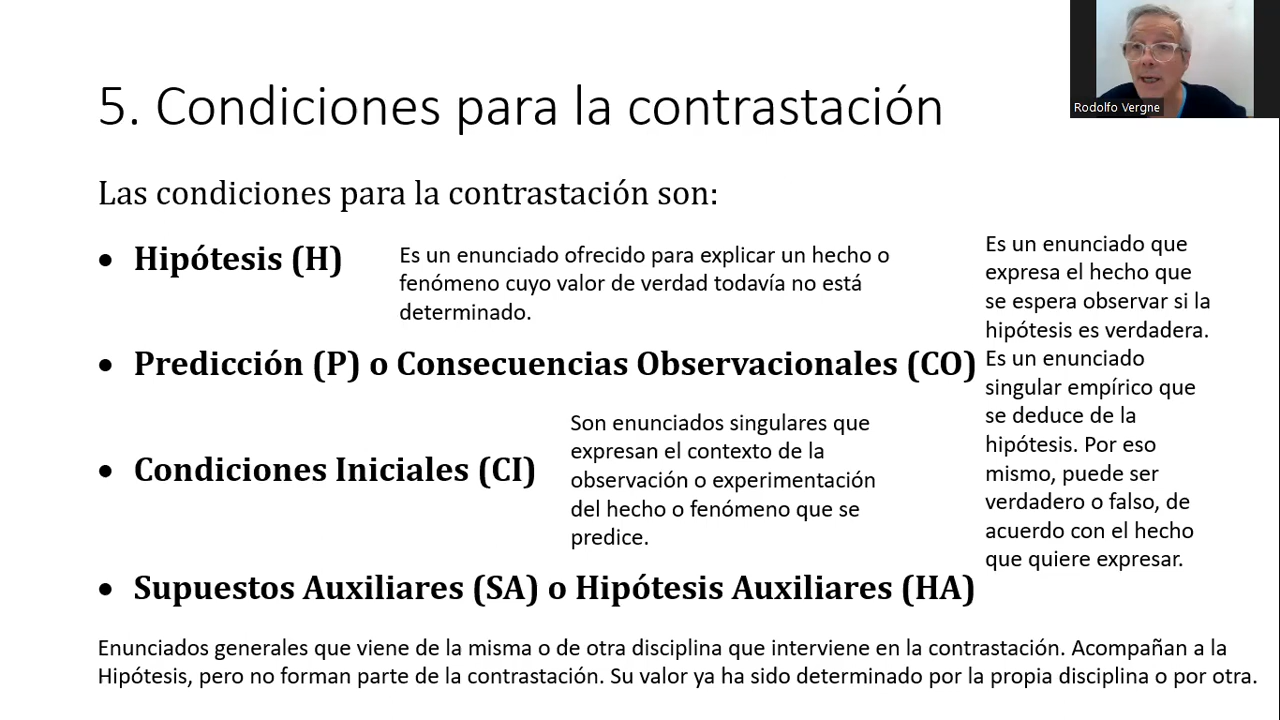 5. Condiciones para la contrastación
Rodolfo Vergne
Las condiciones para la contrastación son:
• Hipótesis (H)
Es un enunciado ofrecido para explicar un hecho o
fenómeno cuyo valor de verdad todavía no está
determinado.
• Predicción (P) o Consecuencias Observacionales (CO)
Es un enunciado que
expresa el hecho que
se espera observar si la
hipótesis es verdadera.
Es un enunciado
singular empírico que
se deduce de la
hipótesis. Por eso
mismo, puede ser
verdadero o falso, de
acuerdo con el hecho
que quiere expresar.
• Condiciones Iniciales (CI)
Son enunciados singulares que
expresan el contexto de la
observación o experimentación
del hecho o fenómeno que se
predice.
• Supuestos Auxiliares (SA) o Hipótesis Auxiliares (HA)
Enunciados generales que viene de la misma o de otra disciplina que interviene en la contrastación. Acompañan a la
Hipótesis, pero no forman parte de la contrastación. Su valor ya ha sido determinado por la propia disciplina o por otra.